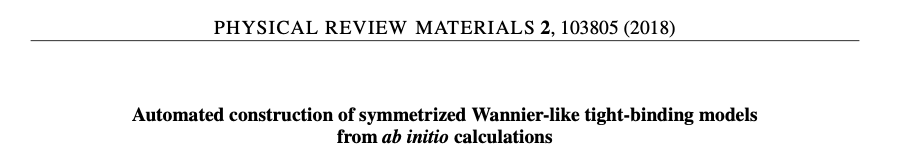 PHYSICAL REVIEW MATERIALS 2, 103805 (2018)
Automated construction of symmetrized Wannier-like tight-binding models
from ab initio calculations